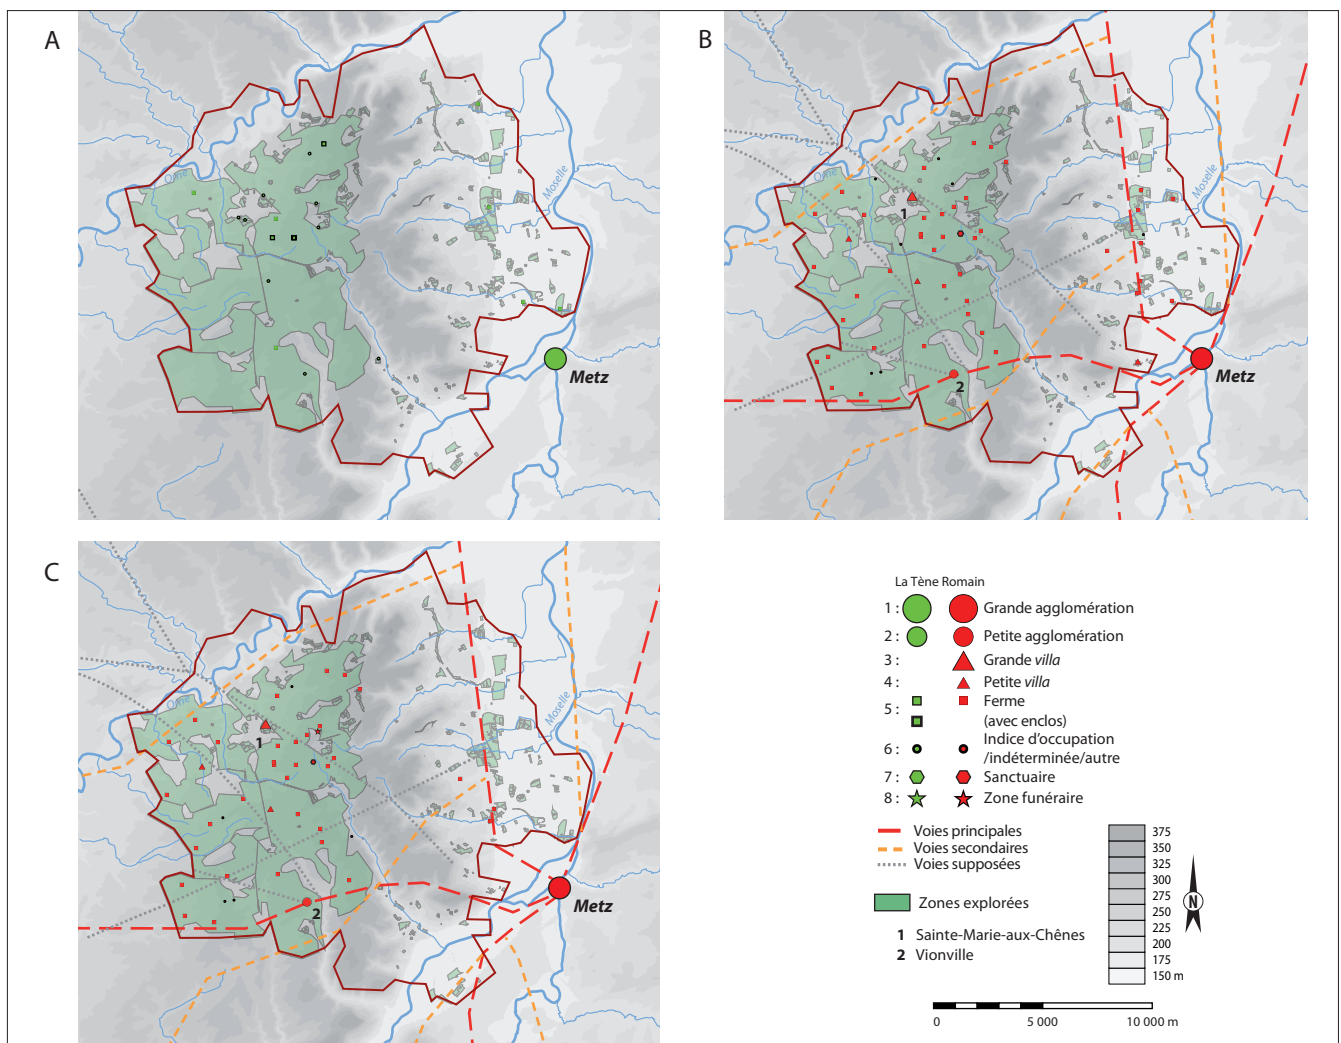 A
Orne
Moselle
Metz
B
Orne
Moselle
1
2
Metz
C
Orne
Moselle
1
2
Metz
La Tène Romain
1 : Grande agglomération
2 : Petite agglomération
3 : Grande villa
4 : Petite villa
5 : Ferme
(avec enclos)
6 : Indice d'occupation
/indéterminée/autre
7 : Sanctuaire
8 : Zone funéraire
Voies principales
Voies secondaires
Voies supposées
Zones explorées
1 Sainte-Marie-aux-Chênes
2 Vionville
375
350
325
300
275
250
225
200
175
150 m
N
0 5 000 10 000 m